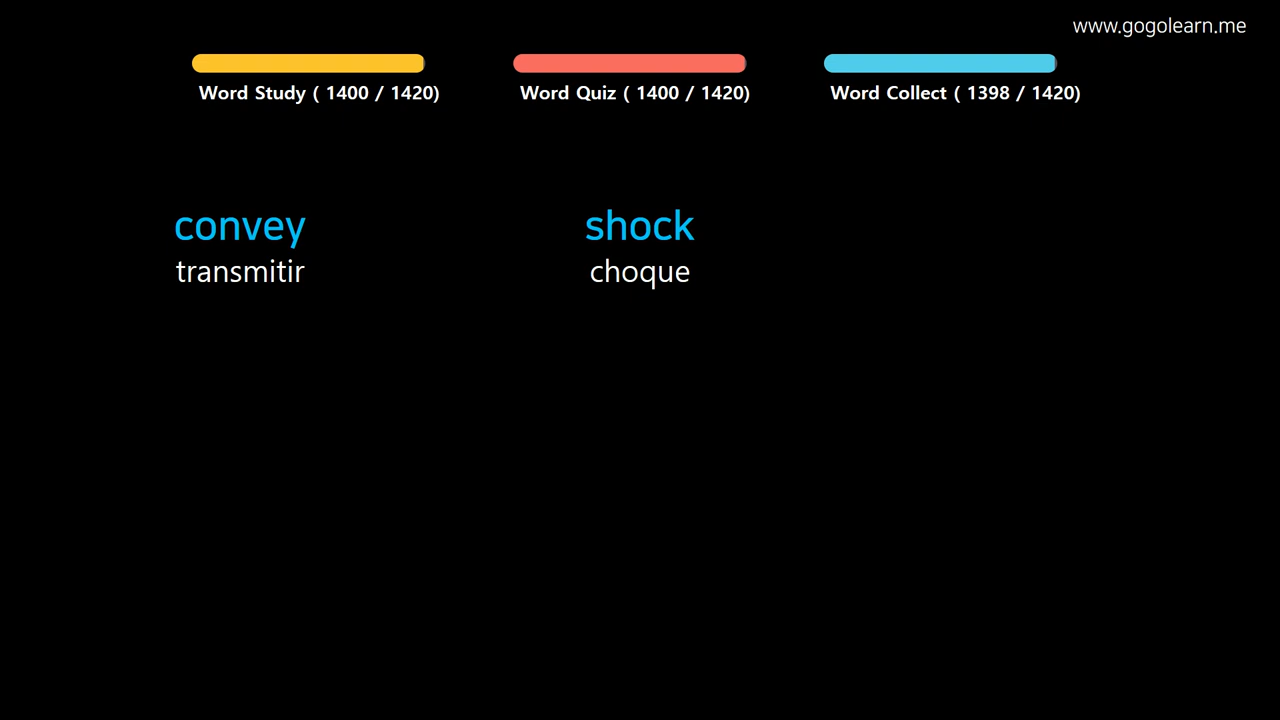 www.gogolearn.me
Word Study ( 1400 / 1420)
Word Quiz ( 1400 / 1420)
Word Collect ( 1398 / 1420)
convey
transmitir
shock
choque